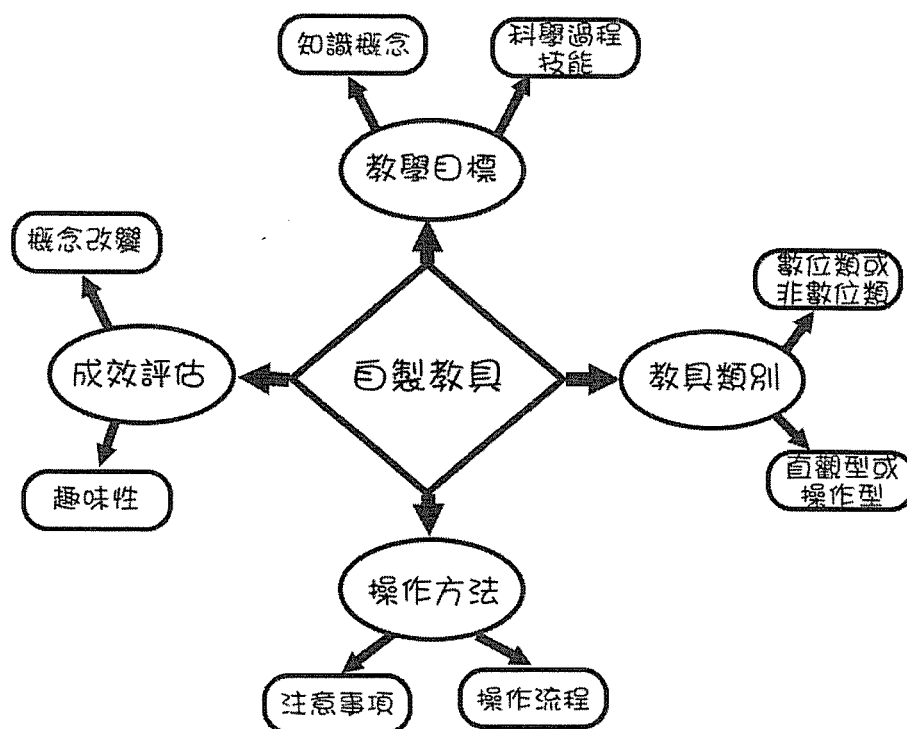 知識概念
科學過程
技能
教學目標
概念改變
數位類或
非數位類
成效評估
自製教具
教具類別
趣味性
直觀型或
操作型
操作方法
注意事項
操作流程